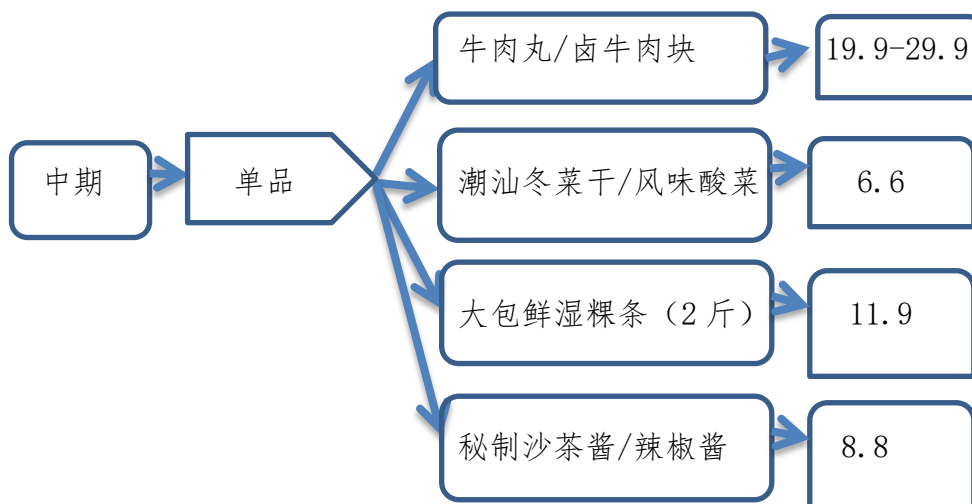 中期
单品
牛肉丸/卤牛肉块
19.9-29.9
潮汕冬菜干/风味酸菜
6.6
大包鲜湿粿条（2斤）
11.9
秘制沙茶酱/辣椒酱
8.8